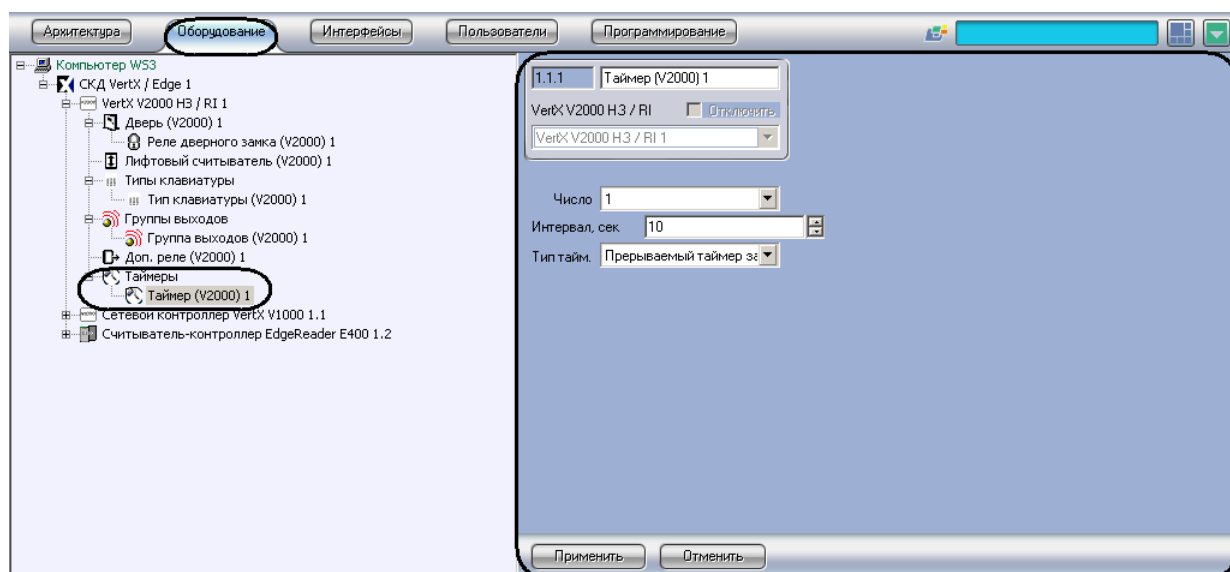 Архитектура Оборудование Интерфейсы Пользователи Программирование
Компьютер WS3
СКД VertX / Edge 1
VertX V2000 НЗ / RI 1
Дверь (V2000) 1
Реле дверного замка (V2000) 1
Лифтовый считыватель (V2000) 1
Типы клавиатуры
Тип клавиатуры (V2000) 1
Группы выходов
Группа выходов (V2000) 1
Доп. реле (V2000) 1
Таймеры
Таймер (V2000) 1
Сетевой контроллер VertX V1000 1.1
Считыватель-контроллер EdgeReader E400 1.2
1.1.1 Таймер (V2000) 1
VertX V2000 НЗ / RI Отключить
VertX V2000 НЗ / RI 1
Число 1
Интервал, сек 10
Тип тайм. Прерываемый таймер за
Применить Отменить